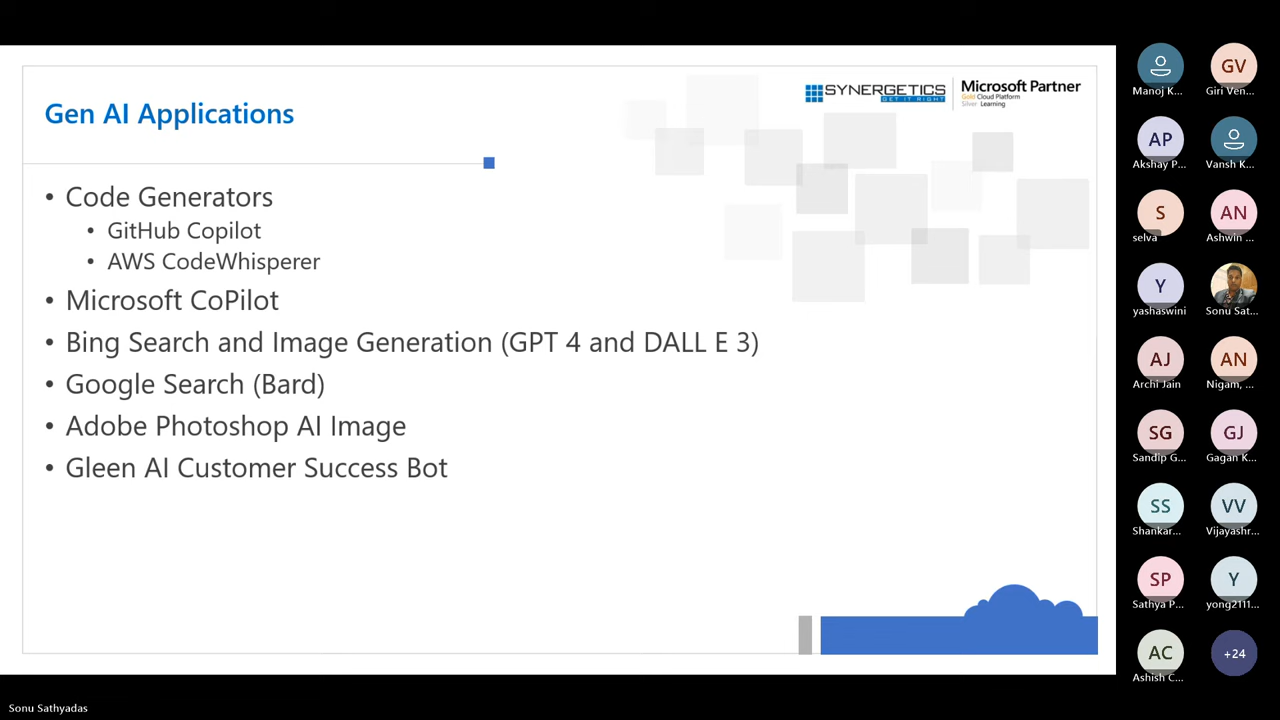 Gen AI Applications
SYNERGETICS
GET IT RIGHT
Microsoft Partner
Gold Cloud Platform
Silver Learning
• Code Generators
• GitHub Copilot
• AWS CodeWhisperer
• Microsoft CoPilot
• Bing Search and Image Generation (GPT 4 and DALL E 3)
• Google Search (Bard)
• Adobe Photoshop AI Image
• Gleen AI Customer Success Bot
Manoj K...
GV
Giri Ven...
AP
Akshay P...
Vansh K...
S
selva
AN
Ashwin ...
Y
yashaswini
Sonu Sat...
AJ
Archi Jain
AN
Nigam, ...
SG
Sandip G...
GJ
Gagan K...
SS
Shankar...
VV
Vijayashr...
SP
Sathya P...
Y
yong2111...
AC
Ashish C...
+24
Sonu Sathyadas